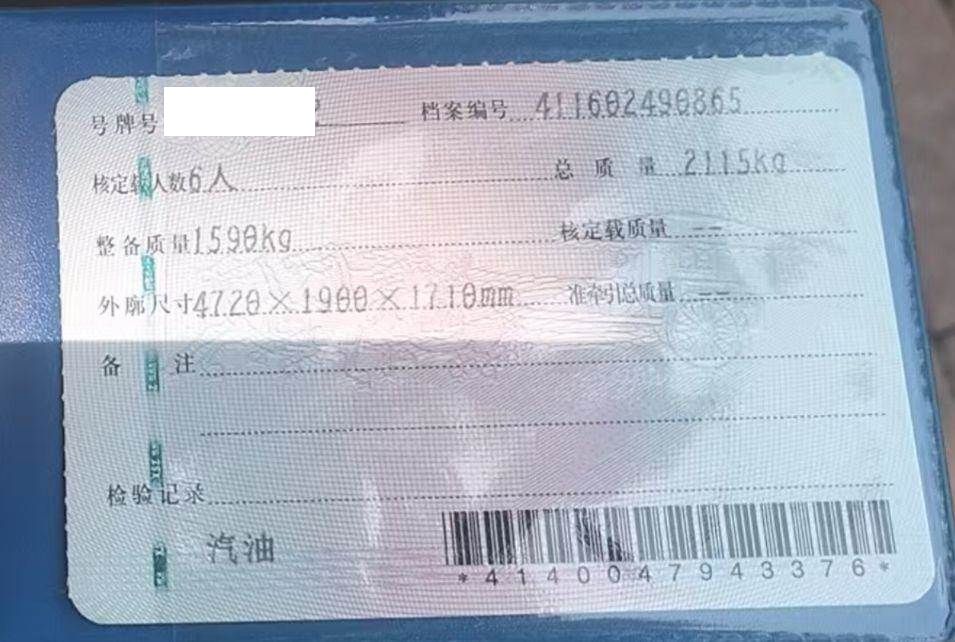 号牌号 档案编号 411602490865
核定载人数 6人 总质量 2115kg
整备质量 1590kg 核定载质量 --
外廓尺寸 4720×1900×1710mm 准牵引总质量 --
备注
检验记录
汽油
*4140047943376*